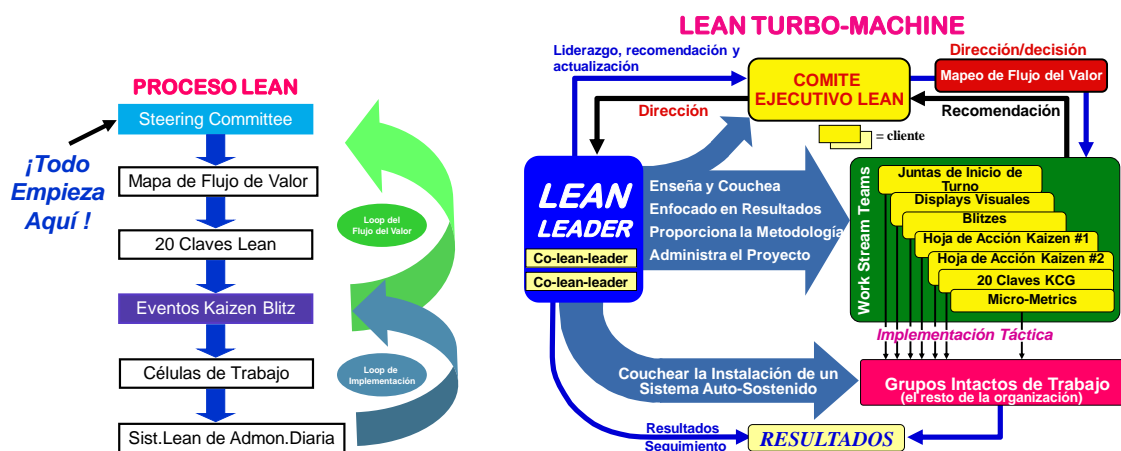 PROCESO LEAN
Steering Committee
¡Todo
Empieza
Aquí !
Mapa de Flujo de Valor
20 Claves Lean
Eventos Kaizen Blitz
Células de Trabajo
Sist.Lean de Admon.Diaria
Loop del
Flujo del Valor
Loop de
Implementación
LEAN TURBO-MACHINE
Liderazgo, recomendación y
actualización
COMITE
EJECUTIVO LEAN
Dirección/decisión
Mapeo de Flujo del Valor
Dirección
Recomendación
= cliente
LEAN
LEADER
Co-lean-leader
Co-lean-leader
Enseña y Couchea
Enfocado en Resultados
Proporciona la Metodología
Administra el Proyecto
Work Stream Teams
Juntas de Inicio de
Turno
Displays Visuales
Blitzes
Hoja de Acción Kaizen #1
Hoja de Acción Kaizen #2
20 Claves KCG
Micro-Metrics
Implementación Táctica
Couchear la Instalación de un
Sistema Auto-Sostenido
Grupos Intactos de Trabajo
(el resto de la organización)
Resultados
Seguimiento
RESULTADOS